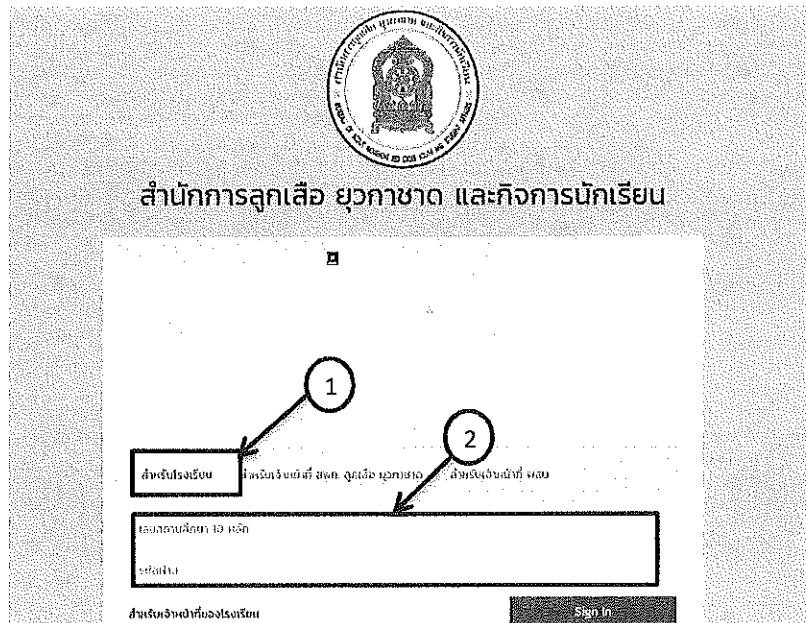 สำนักการลูกเสือ ยุวกาชาด และกิจการนักเรียน
1
2
สำหรับโรงเรียน สำหรับเจ้าหน้าที่ สพท. ลูกเสือ ยุวกาชาด สำหรับเจ้าหน้าที่
เลขสถานศึกษา 10 หลัก
รหัสผ่าน
สำหรับเจ้าหน้าที่ของโรงเรียน Sign In